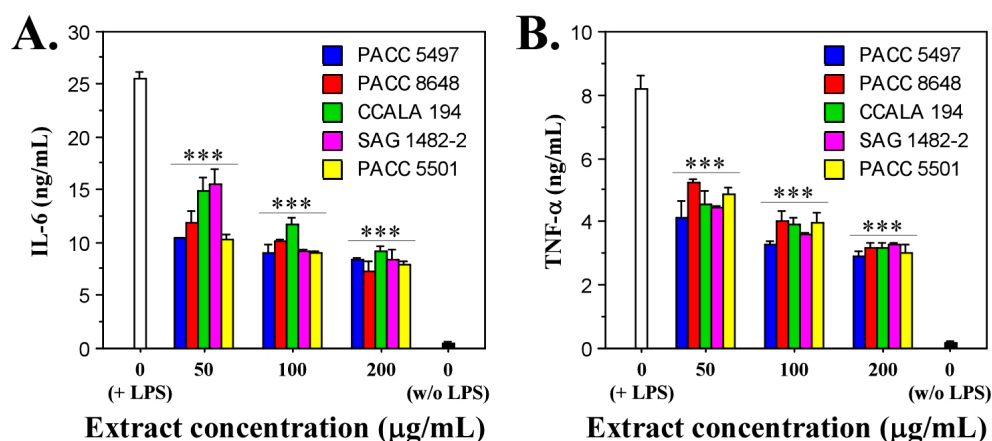 A.
30
25
20
15
10
5
0
IL-6 (ng/mL)
PACC 5497
PACC 8648
CCALA 194
SAG 1482-2
PACC 5501
***
***
***
0 50 100 200 0
(+ LPS) (w/o LPS)
Extract concentration (μg/mL)
B.
10
8
6
4
2
0
TNF-α (ng/mL)
PACC 5497
PACC 8648
CCALA 194
SAG 1482-2
PACC 5501
***
***
***
0 50 100 200 0
(+ LPS) (w/o LPS)
Extract concentration (μg/mL)